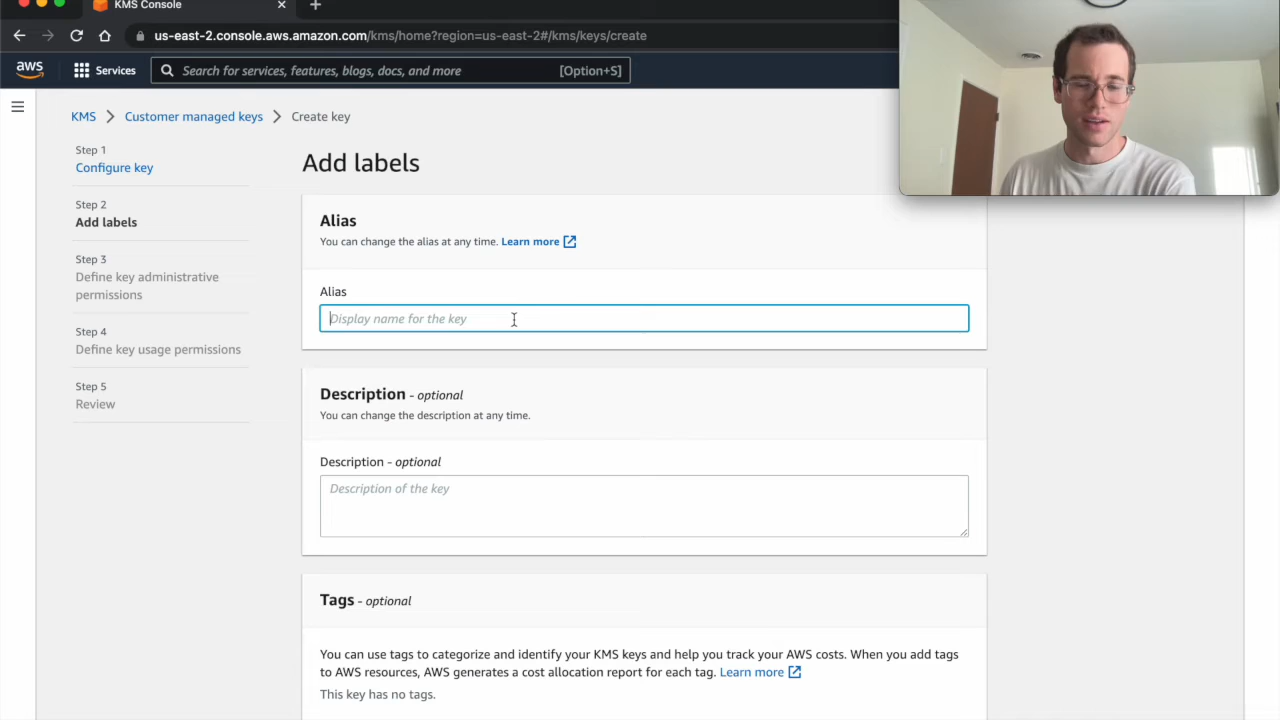 KMS Console
us-east-2.console.aws.amazon.com/kms/home?region=us-east-2#/kms/keys/create
aws
Services
Search for services, features, blogs, docs, and more
[Option+S]
KMS
Customer managed keys
Create key
Step 1
Configure key
Step 2
Add labels
Step 3
Define key administrative
permissions
Step 4
Define key usage permissions
Step 5
Review
Add labels
Alias
You can change the alias at any time. Learn more
Alias
Display name for the key
Description - optional
You can change the description at any time.
Description - optional
Description of the key
Tags - optional
You can use tags to categorize and identify your KMS keys and help you track your AWS costs. When you add tags
to AWS resources, AWS generates a cost allocation report for each tag. Learn more
This key has no tags.